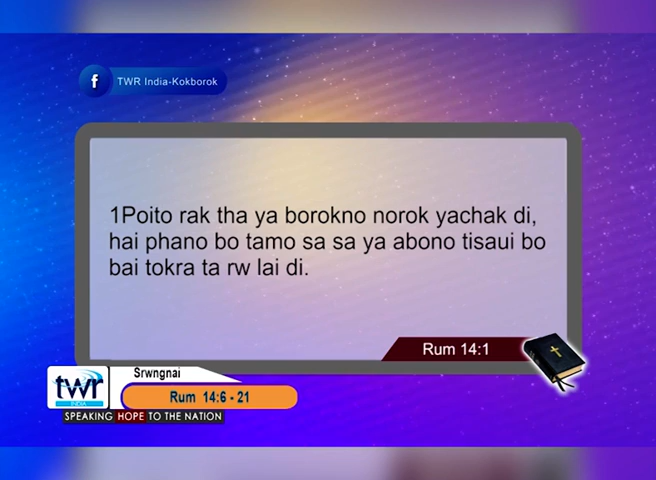 f TWR India-Kokborok
1Poito rak tha ya borokno norok yachak di,
hai phano bo tamo sa sa ya abono tisaui bo
bai tokra ta rw lai di.
Rum 14:1
Srwngnai
twr
INDIA
Rum 14:6 - 21
SPEAKING HOPE TO THE NATION